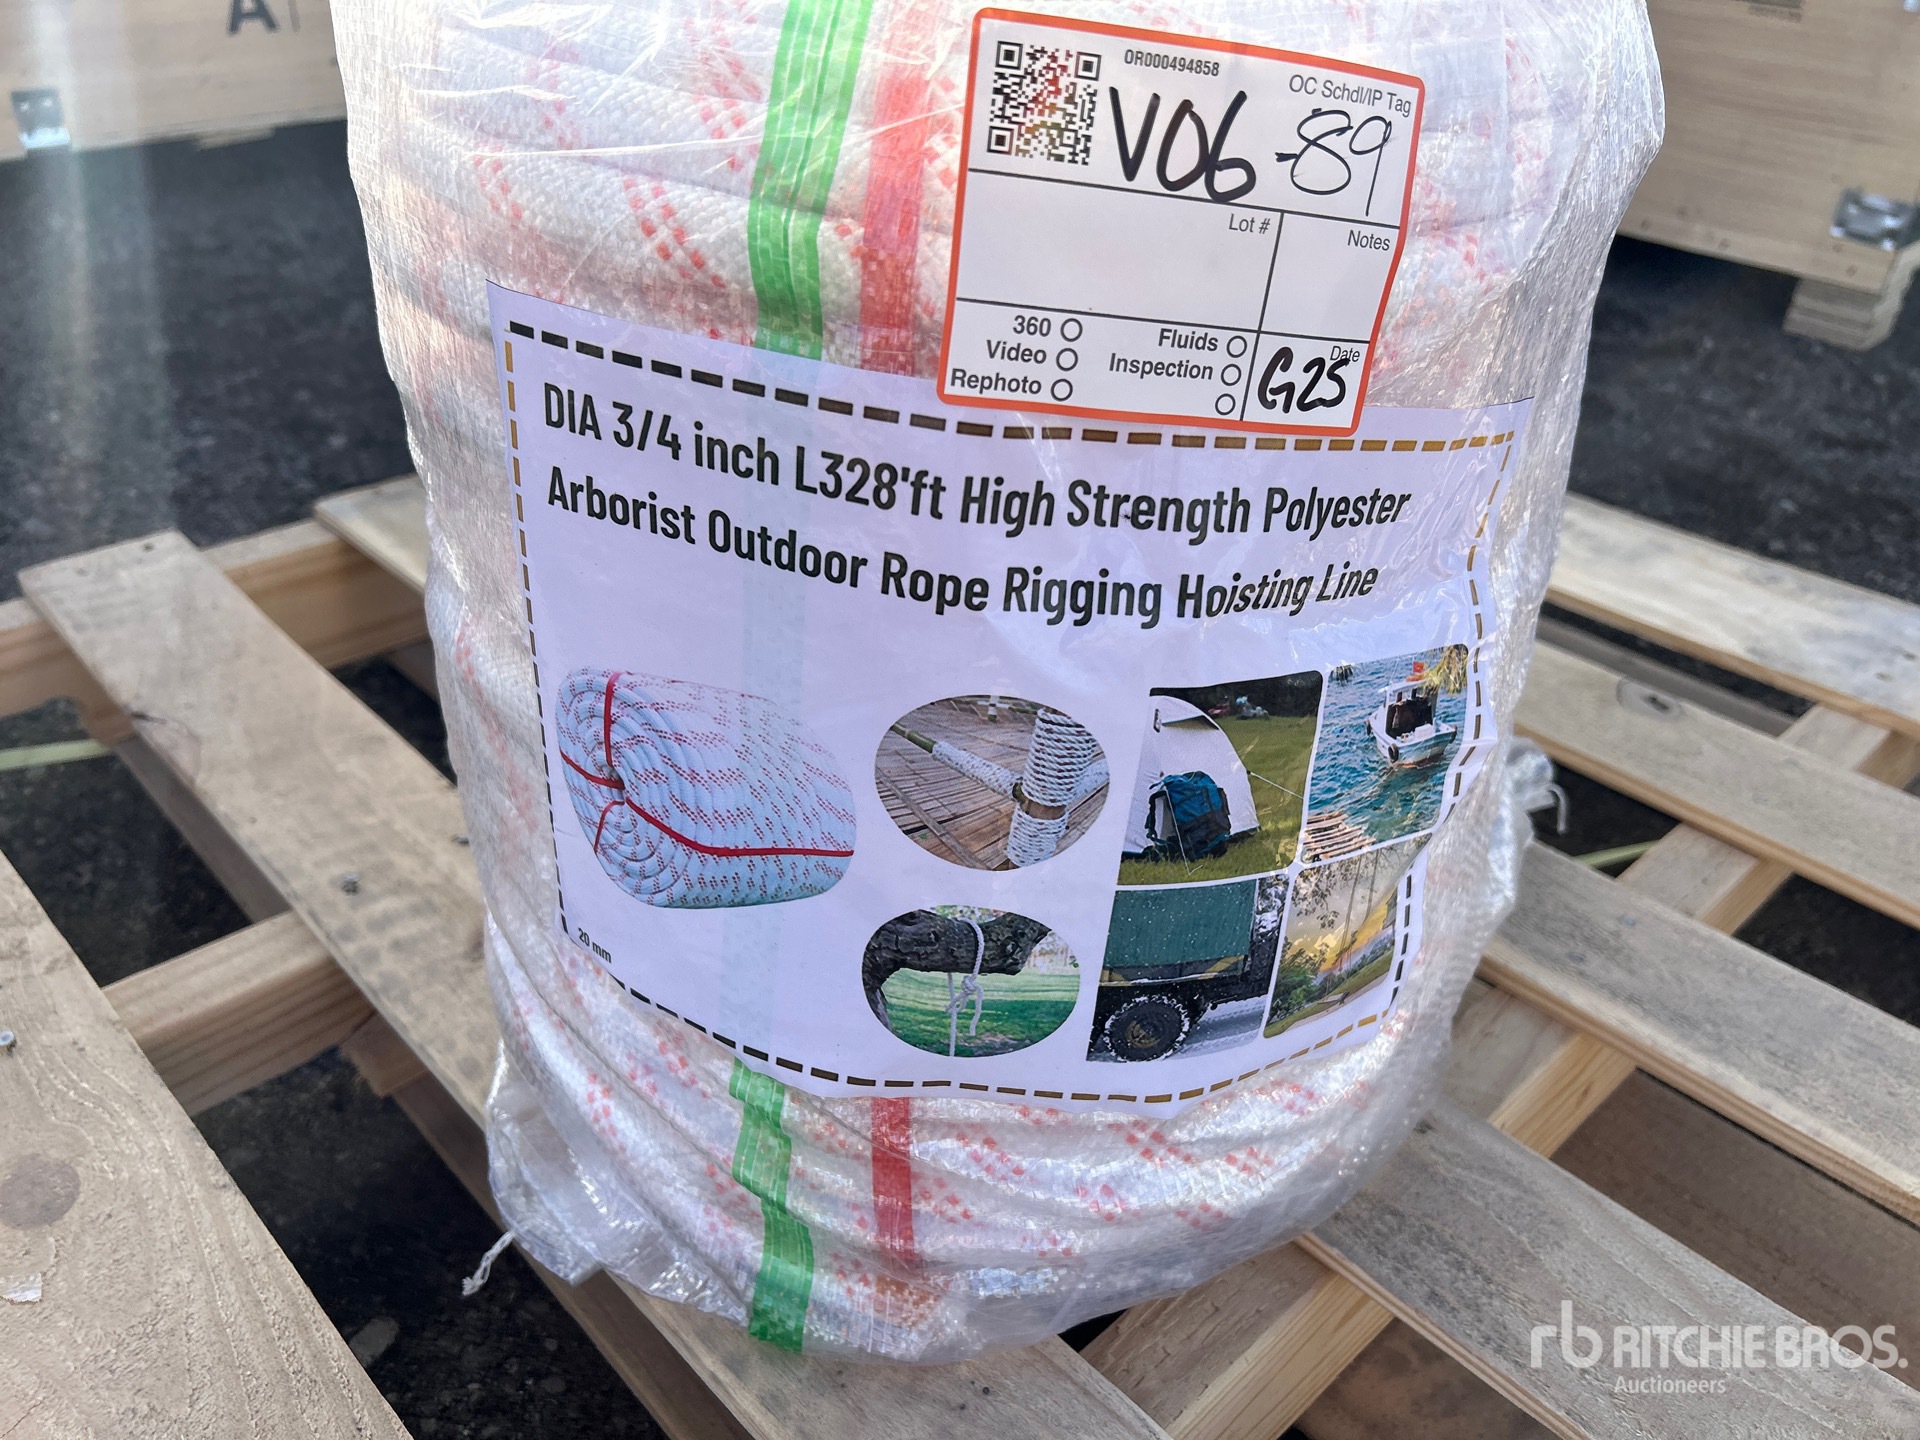 A
OR000494858
OC Schdl/IP Tag
V06-89
Lot #
Notes
360
Video
Rephoto
Fluids
Inspection
Date
G25
DIA 3/4 inch L328'ft High Strength Polyester
Arborist Outdoor Rope Rigging Hoisting Line
20 mm
rb RITCHIE BROS.
Auctioneers